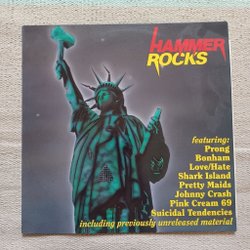 HAMMER
ROCKS
featuring:
Prong
Bonham
Love/Hate
Shark Island
Pretty Maids
Johnny Crash
Pink Cream 69
Suicidal Tendencies
including previously unreleased material